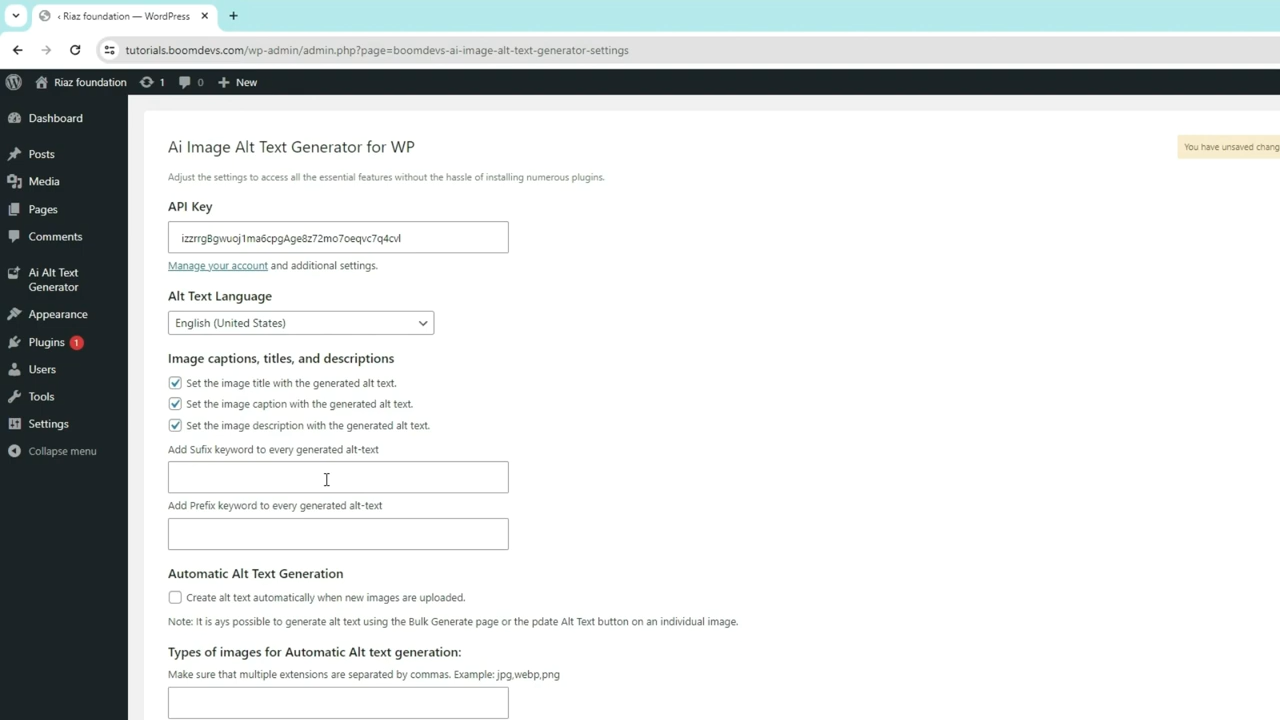 ‹ Riaz foundation — WordPress
tutorials.boomdevs.com/wp-admin/admin.php?page=boomdevs-ai-image-alt-text-generator-settings
Riaz foundation 1 0 New
Dashboard
Posts
Media
Pages
Comments
Ai Alt Text
Generator
Appearance
Plugins 1
Users
Tools
Settings
Collapse menu
Ai Image Alt Text Generator for WP
You have unsaved chang
Adjust the settings to access all the essential features without the hassle of installing numerous plugins.
API Key
izzrrgBgwuoj1ma6cpgAge8z72mo7oeqvc7q4cvl
Manage your account and additional settings.
Alt Text Language
English (United States)
Image captions, titles, and descriptions
Set the image title with the generated alt text.
Set the image caption with the generated alt text.
Set the image description with the generated alt text.
Add Sufix keyword to every generated alt-text
Add Prefix keyword to every generated alt-text
Automatic Alt Text Generation
Create alt text automatically when new images are uploaded.
Note: It is ays possible to generate alt text using the Bulk Generate page or the pdate Alt Text button on an individual image.
Types of images for Automatic Alt text generation:
Make sure that multiple extensions are separated by commas. Example: jpg,webp,png